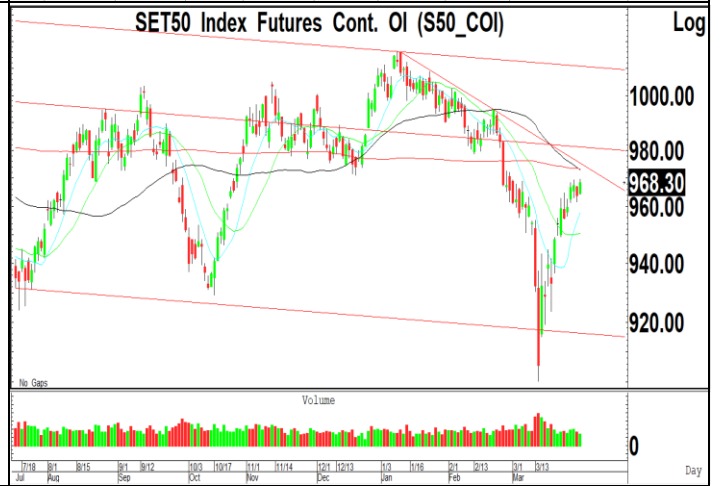 SET50 Index Futures Cont. OI (S50_COI)
Log
1000.00
980.00
968.30
960.00
940.00
920.00
No Gaps
Volume
0
7/18 8/1 8/15 9/1 9/12 10/3 10/17 11/1 11/14 12/1 12/13 1/3 1/16 2/1 2/13 3/1 3/13
Jul Aug Sep Oct Nov Dec Jan Feb Mar
Day